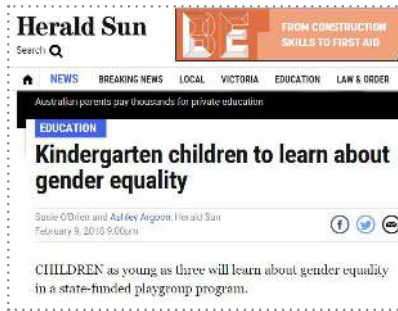 Herald Sun
Search
BE
FROM CONSTRUCTION
SKILLS TO FIRST AID
NEWS BREAKING NEWS LOCAL VICTORIA EDUCATION LAW & ORDER
Australian parents pay thousands for private education
EDUCATION
Kindergarten children to learn about
gender equality
Susie O'Brien and Ashley Argoon, Herald Sun
February 9, 2018 9:00pm
CHILDREN as young as three will learn about gender equality
in a state-funded playgroup program.